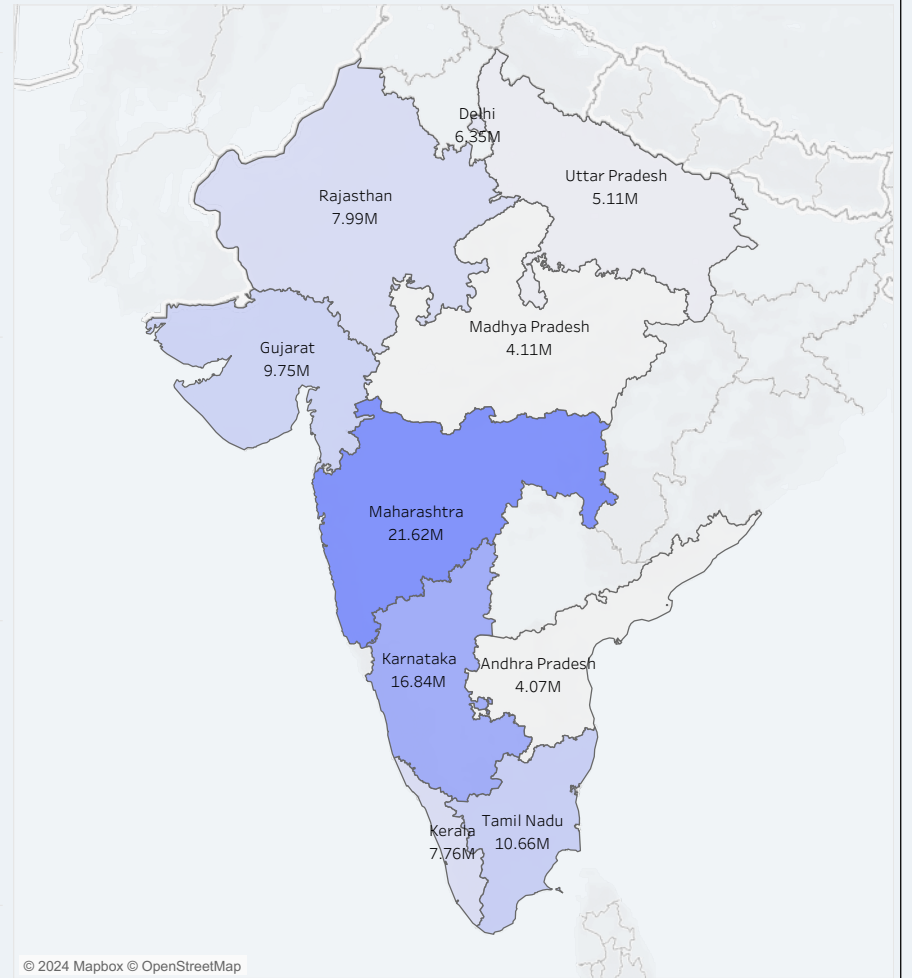 Delhi
6.35M
Uttar Pradesh
5.11M
Rajasthan
7.99M
Madhya Pradesh
4.11M
Gujarat
9.75M
Maharashtra
21.62M
Karnataka
16.84M
Andhra Pradesh
4.07M
Tamil Nadu
10.66M
Kerala
7.76M
© 2024 Mapbox © OpenStreetMap